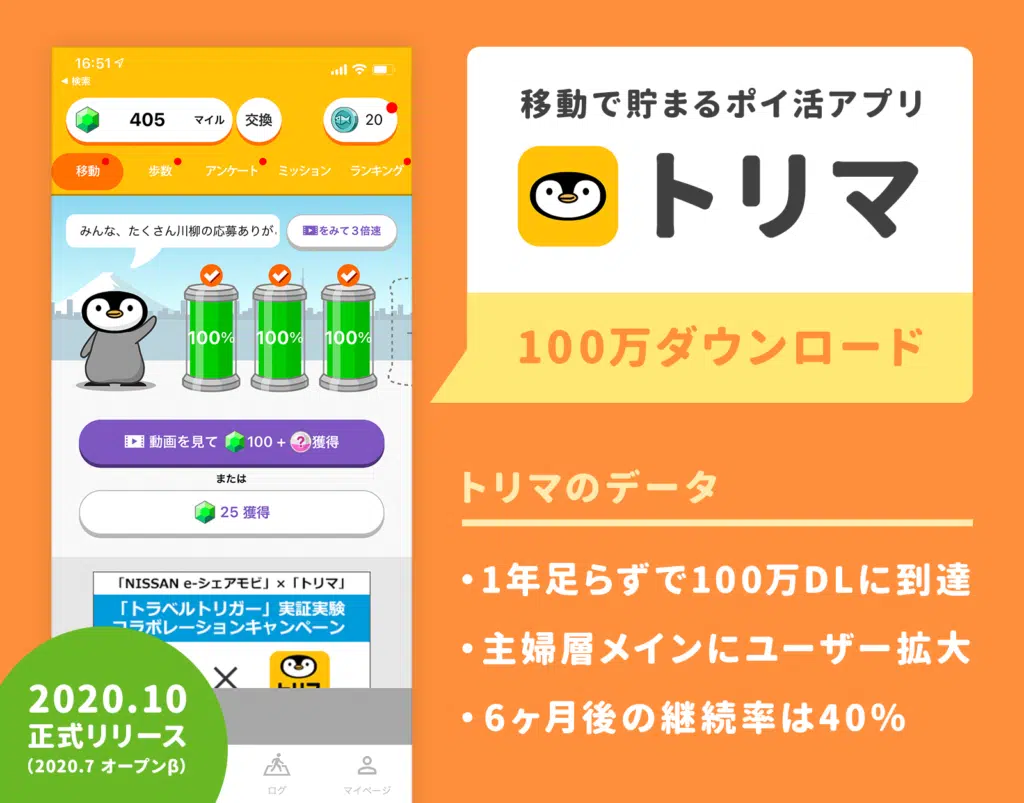 16:51
◀ 検索
405 マイル
交換
20
移動
歩数
アンケート
ミッション
ランキング
みんな、たくさん川柳の応募ありが
をみて3倍速
100%
100%
100%
動画を見て 100 + ? 獲得
または
25 獲得
「NISSAN e-シェアモビ」×「トリマ」
「トラベルトリガー」実証実験
コラボレーションキャンペーン
×
トリマ
ログ
マイページ
2020.10
正式リリース
(2020.7 オープンβ)
移動で貯まるポイ活アプリ
トリマ
100万ダウンロード
トリマのデータ
・1年足らずで100万DLに到達
・主婦層メインにユーザー拡大
・6ヶ月後の継続率は40%